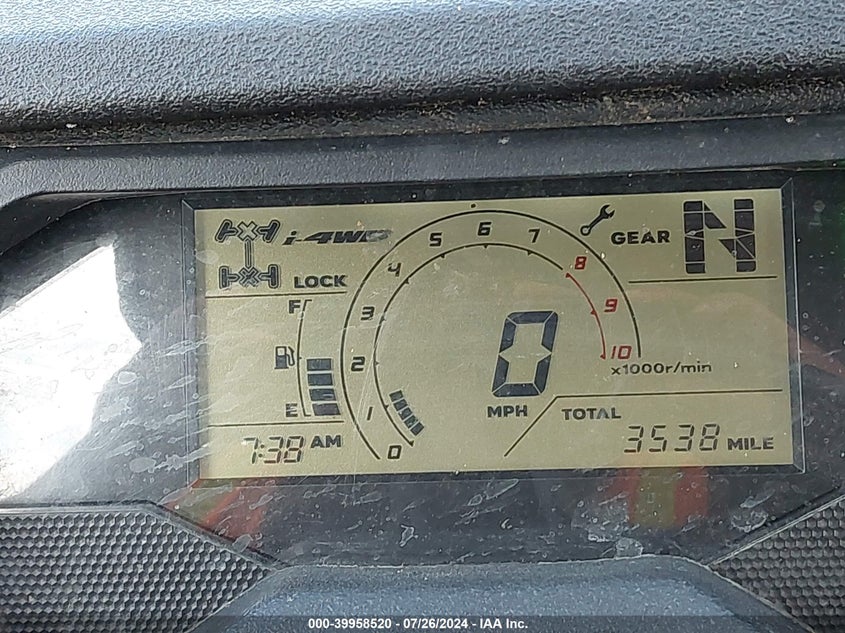 i-4WD
LOCK
GEAR N
F
E
0
1
2
3
4
5
6
7
8
9
10
x1000r/min
0
MPH
TOTAL
3538 MILE
7:38 AM
000-39958520 / 07/26/2024 - IAA Inc.